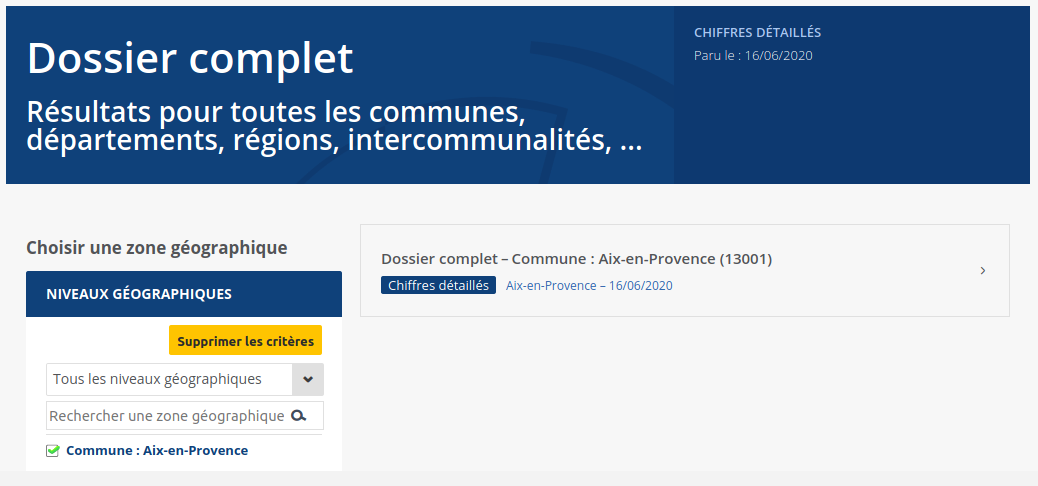 Dossier complet
Résultats pour toutes les communes,
départements, régions, intercommunalités, ...
CHIFFRES DÉTAILLÉS
Paru le : 16/06/2020
Choisir une zone géographique
NIVEAUX GÉOGRAPHIQUES
Supprimer les critères
Tous les niveaux géographiques
Rechercher une zone géographique
Commune : Aix-en-Provence
Dossier complet – Commune : Aix-en-Provence (13001)
Chiffres détaillés Aix-en-Provence – 16/06/2020